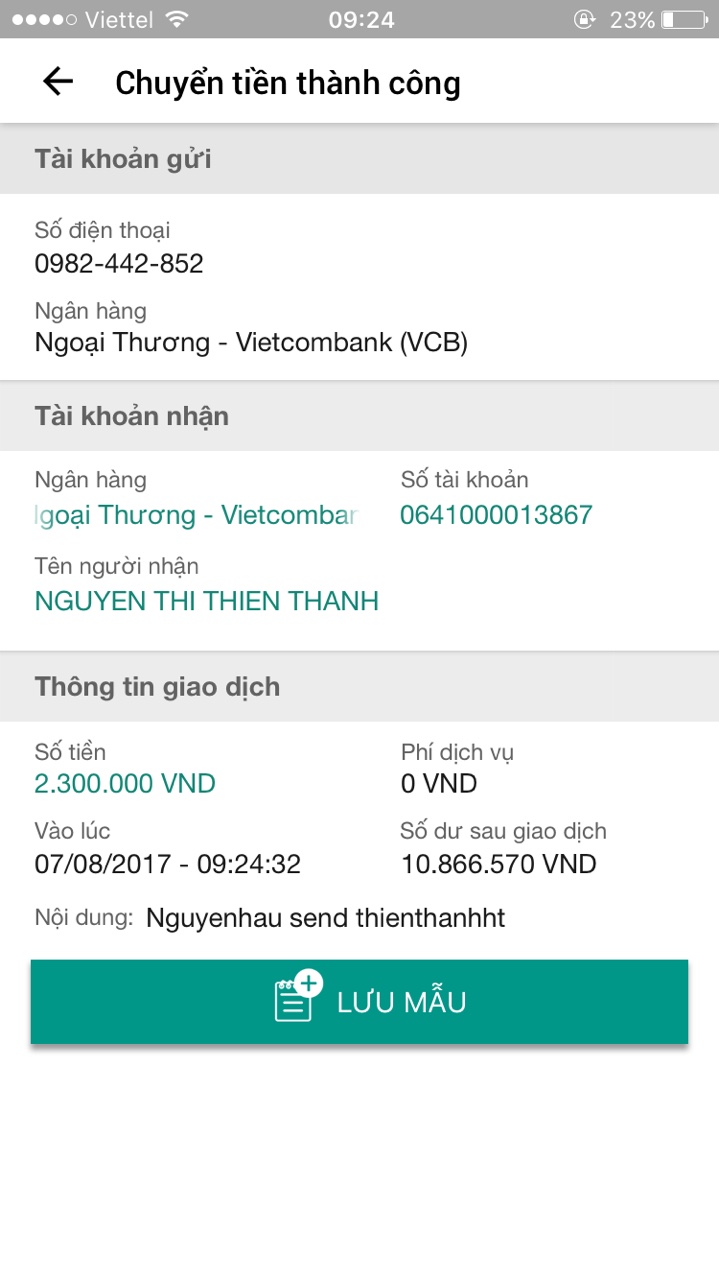 Viettel 09:24 23%
Chuyển tiền thành công
Tài khoản gửi
Số điện thoại
0982-442-852
Ngân hàng
Ngoại Thương - Vietcombank (VCB)
Tài khoản nhận
Ngân hàng Số tài khoản
lgoại Thương - Vietcombar 0641000013867
Tên người nhận
NGUYEN THI THIEN THANH
Thông tin giao dịch
Số tiền Phí dịch vụ
2.300.000 VND 0 VND
Vào lúc Số dư sau giao dịch
07/08/2017 - 09:24:32 10.866.570 VND
Nội dung: Nguyenhau send thienthanhht
LƯU MẪU